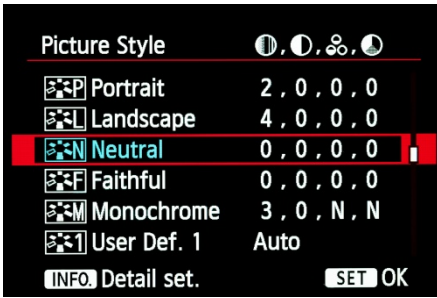 Picture Style
P Portrait 2 , 0 , 0 , 0
L Landscape 4 , 0 , 0 , 0
N Neutral 0 , 0 , 0 , 0
F Faithful 0 , 0 , 0 , 0
M Monochrome 3 , 0 , N , N
1 User Def. 1 Auto
INFO. Detail set. SET OK